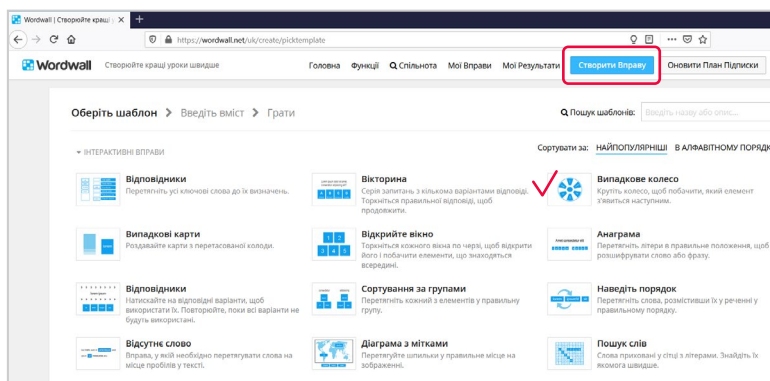 Wordwall | Створюйте кращі
https://wordwall.net/uk/create/picktemplate
Wordwall Створюйте кращі уроки швидше Головна Функції Спільнота Мої Вправи Мої Результати Створити Вправу Оновити План Підписки
Оберіть шаблон > Введіть вміст > Грати Пошук шаблонів: Введіть назву або опис...
Сортувати за: НАЙПОПУЛЯРНІШІ В АЛФАВІТНОМУ ПОРЯДК
ІНТЕРАКТИВНІ ВПРАВИ
Відповідники
Перетягніть усі ключові слова до їх визначень.
Вікторина
Серія запитань з кількома варіантами відповіді.
Торкніться правильної відповіді, щоб
продовжити.
Випадкове колесо
Крутіть колесо, щоб побачити, який елемент
з'явиться наступним.
Випадкові карти
Роздавайте карти з перетасованої колоди.
Відкрийте вікно
Торкніться кожного вікна по черзі, щоб відкрити
його і побачити елементи, що знаходяться
всередині.
Анаграма
Перетягніть літери в правильне положення, щоб
розшифрувати слово або фразу.
Відповідники
Натискайте на відповідні варіанти, щоб
використати їх. Повторюйте, поки всі варіанти не
будуть використані.
Сортування за групами
Перетягніть кожний з елементів у правильну
групу.
Наведіть порядок
Перетягніть слова, розмістивши їх у реченні у
правильному порядку.
Відсутнє слово
Вправа, у якій необхідно перетягувати слова на
місце пробілів у тексті.
Діаграма з мітками
Перетягуйте шпильки у правильне місце на
зображенні.
Пошук слів
Слова приховані у сітці з літерами. Знайдіть їх
якомога швидше.